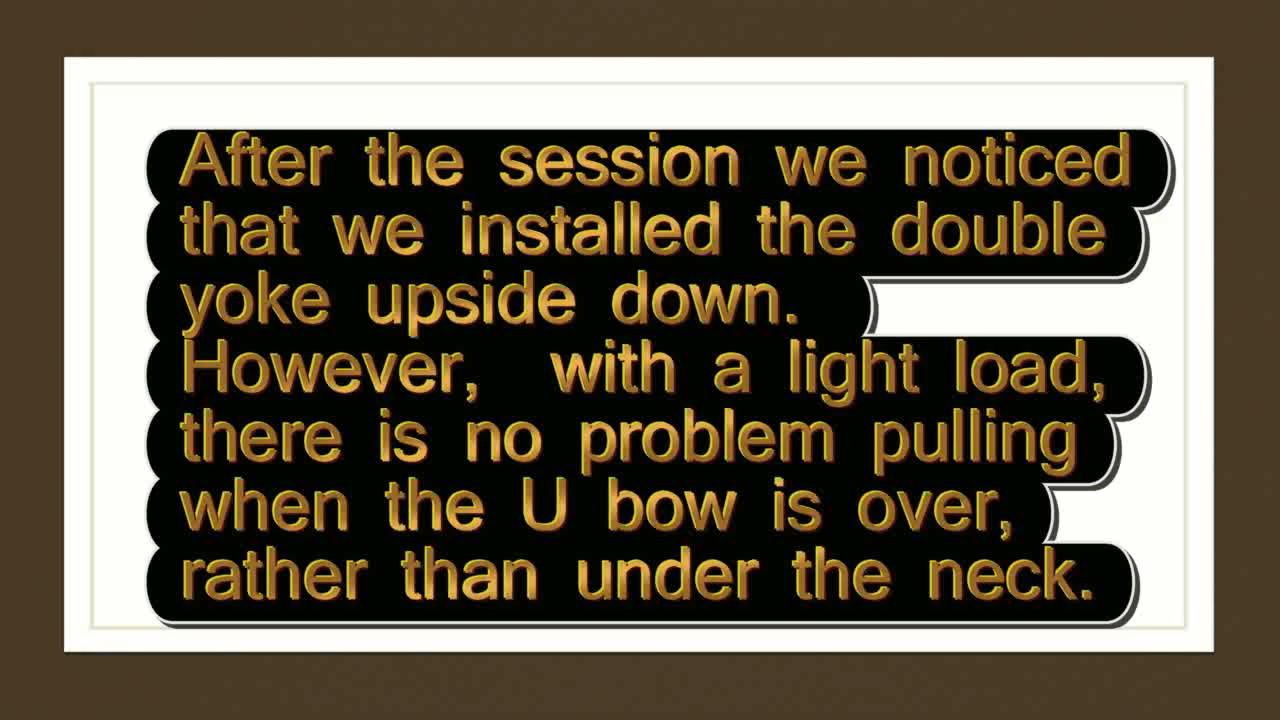 After the session we noticed
that we installed the double
yoke upside down.
However, with a light load,
there is no problem pulling
when the U bow is over,
rather than under the neck.